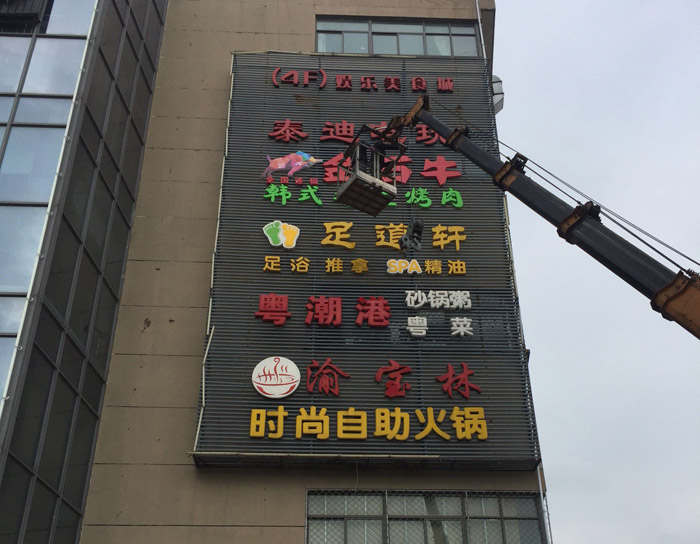 (4F) 娱乐美食城
泰迪
牛
韩式 烤肉
足道轩
足浴 推拿 SPA精油
粤潮港
砂锅粥
粤菜
渝宝林
时尚自助火锅